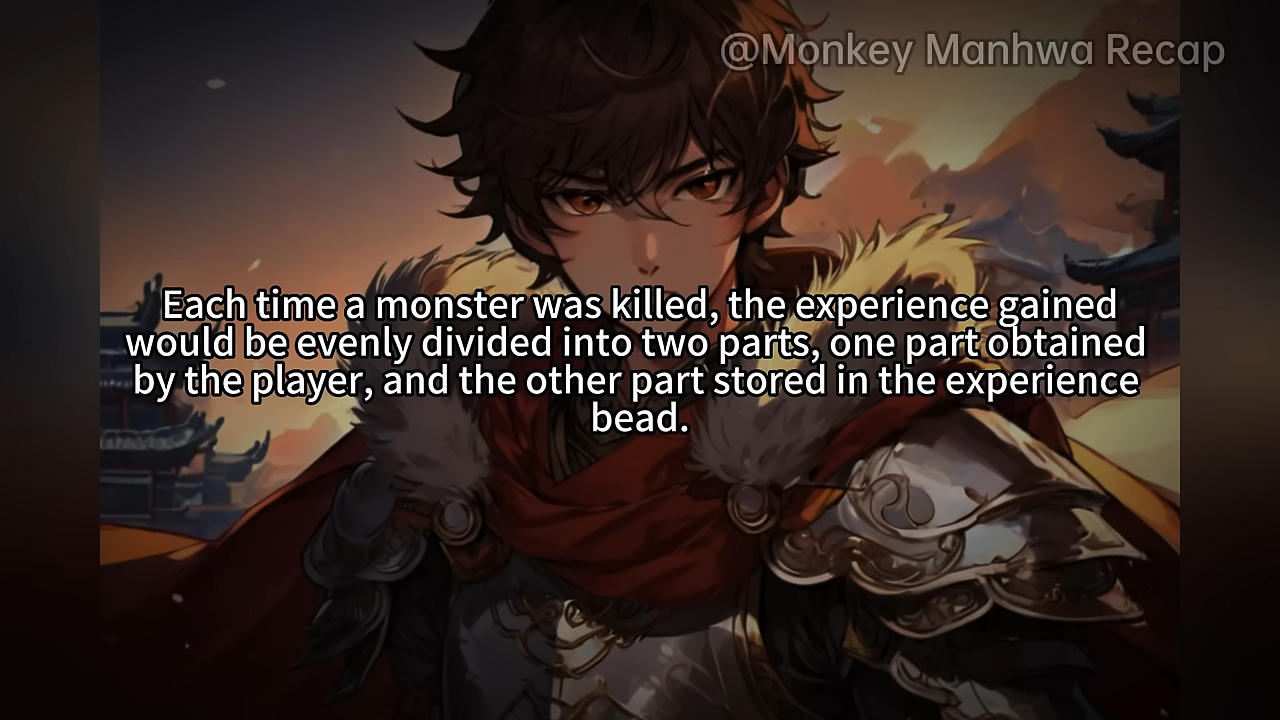 @Monkey Manhwa Recap
Each time a monster was killed, the experience gained
would be evenly divided into two parts, one part obtained
by the player, and the other part stored in the experience
bead.